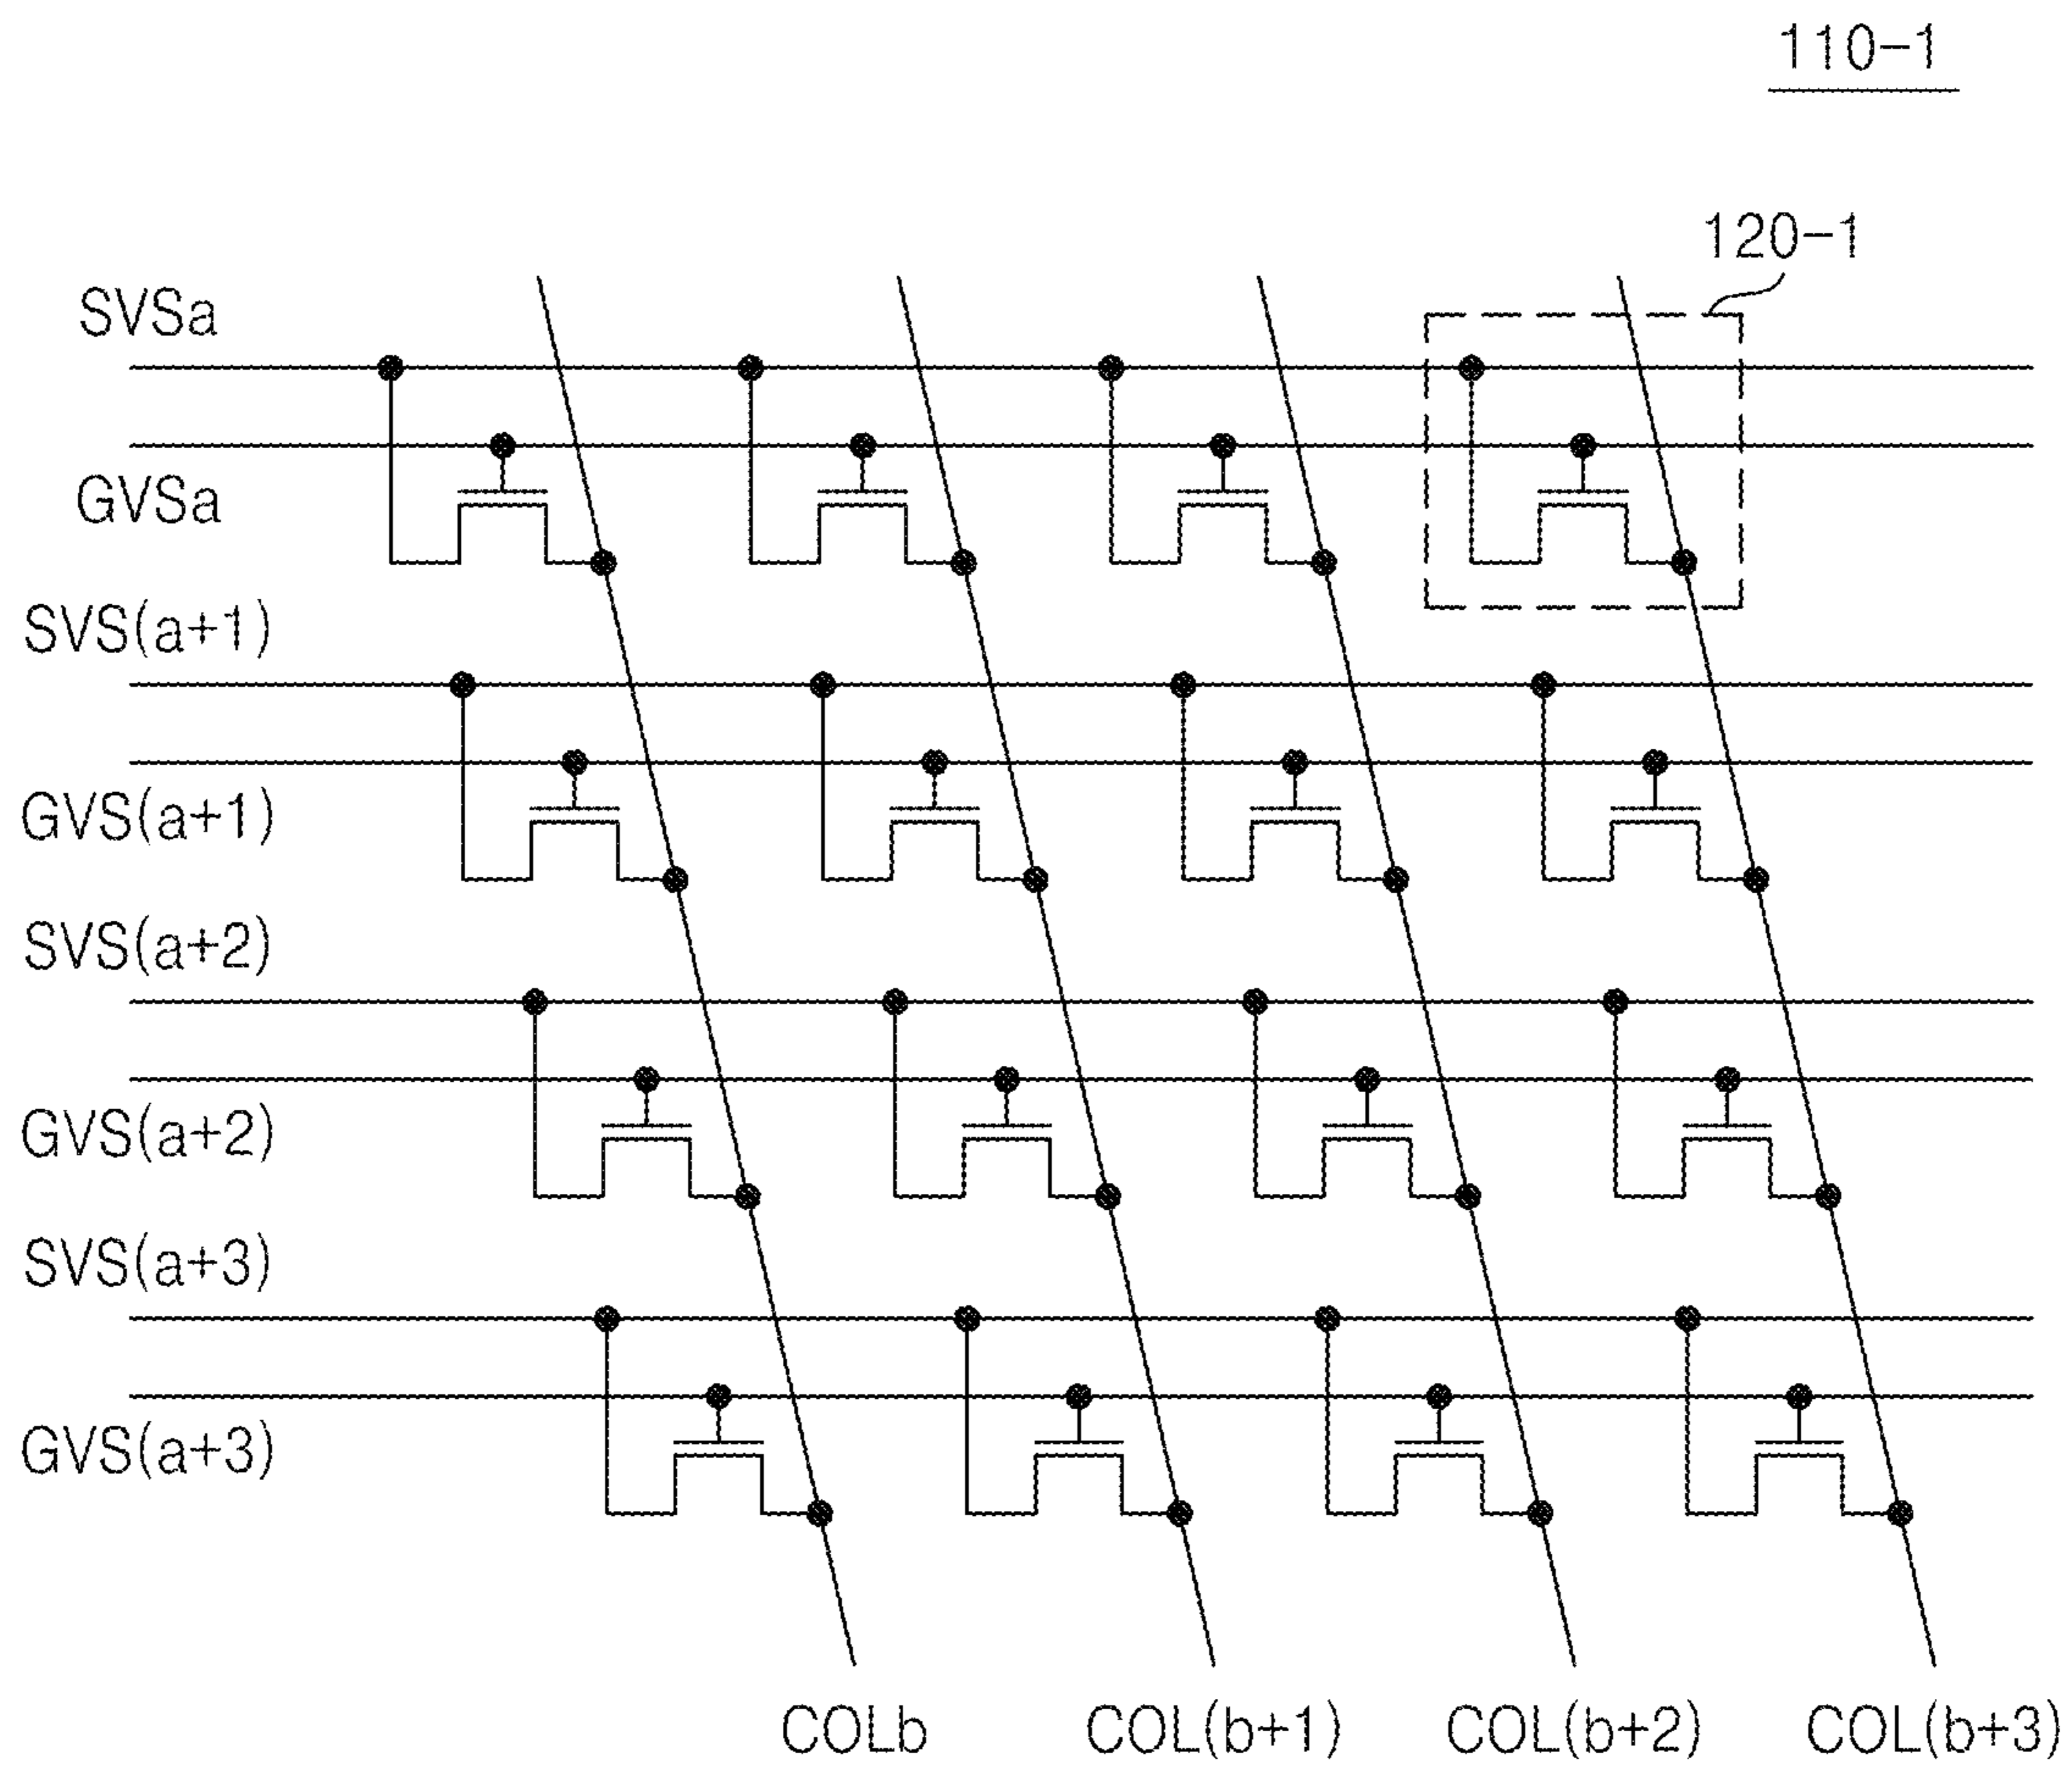 110-1
120-1
SVSa
GVSa
SVS(a+1)
GVS(a+1)
SVS(a+2)
GVS(a+2)
SVS(a+3)
GVS(a+3)
COLb COL(b+1) COL(b+2) COL(b+3)